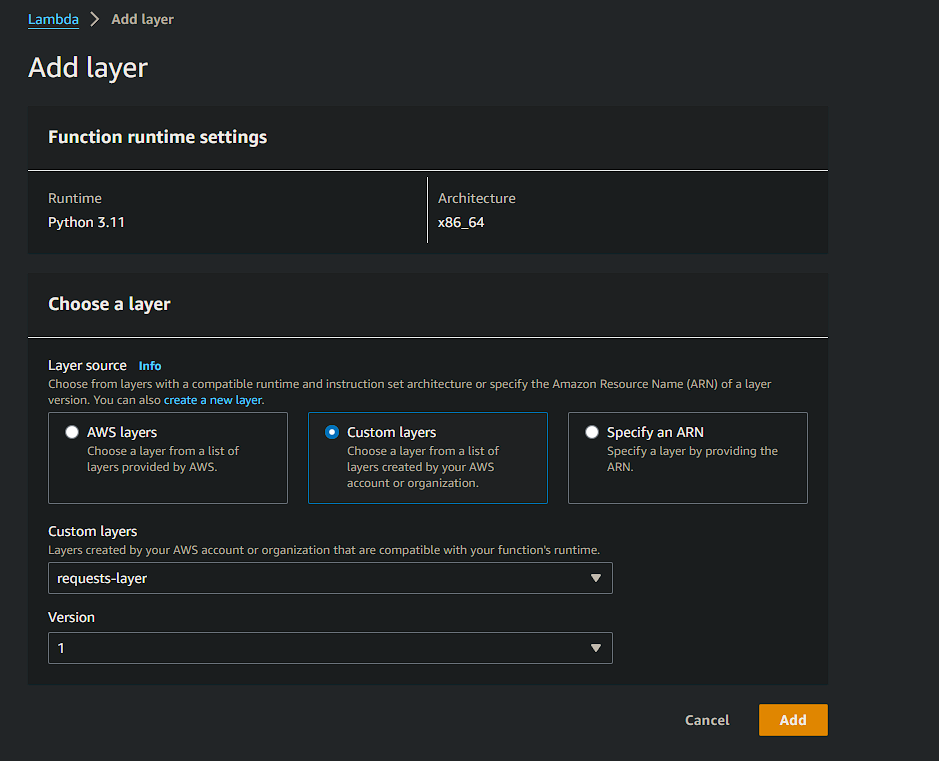 Lambda > Add layer
Add layer
Function runtime settings
Runtime
Python 3.11
Architecture
x86_64
Choose a layer
Layer source Info
Choose from layers with a compatible runtime and instruction set architecture or specify the Amazon Resource Name (ARN) of a layer
version. You can also create a new layer.
AWS layers
Choose a layer from a list of
layers provided by AWS.
Custom layers
Choose a layer from a list of
layers created by your AWS
account or organization.
Specify an ARN
Specify a layer by providing the
ARN.
Custom layers
Layers created by your AWS account or organization that are compatible with your function's runtime.
requests-layer
Version
1
Cancel
Add